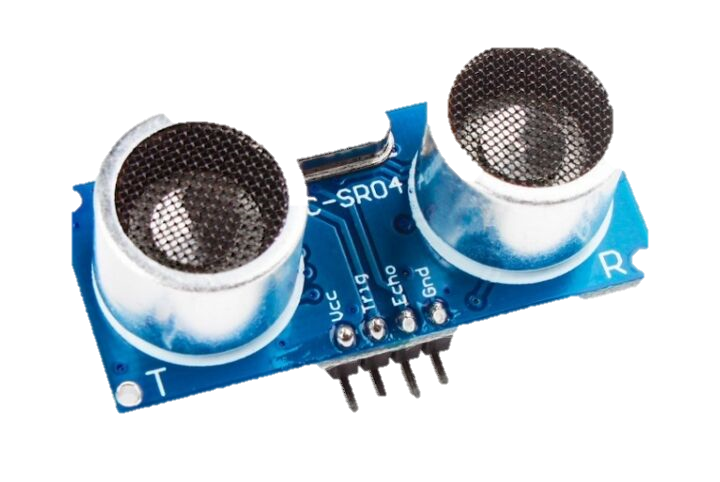 C-SR04
Vcc
Trig
Echo
Gnd
T
R